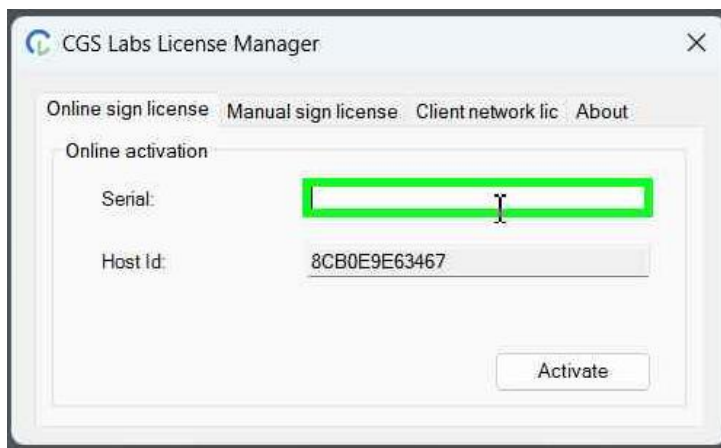 CGS Labs License Manager
Online sign license Manual sign license Client network lic About
Online activation
Serial:
Host Id: 8CB0E9E63467
Activate